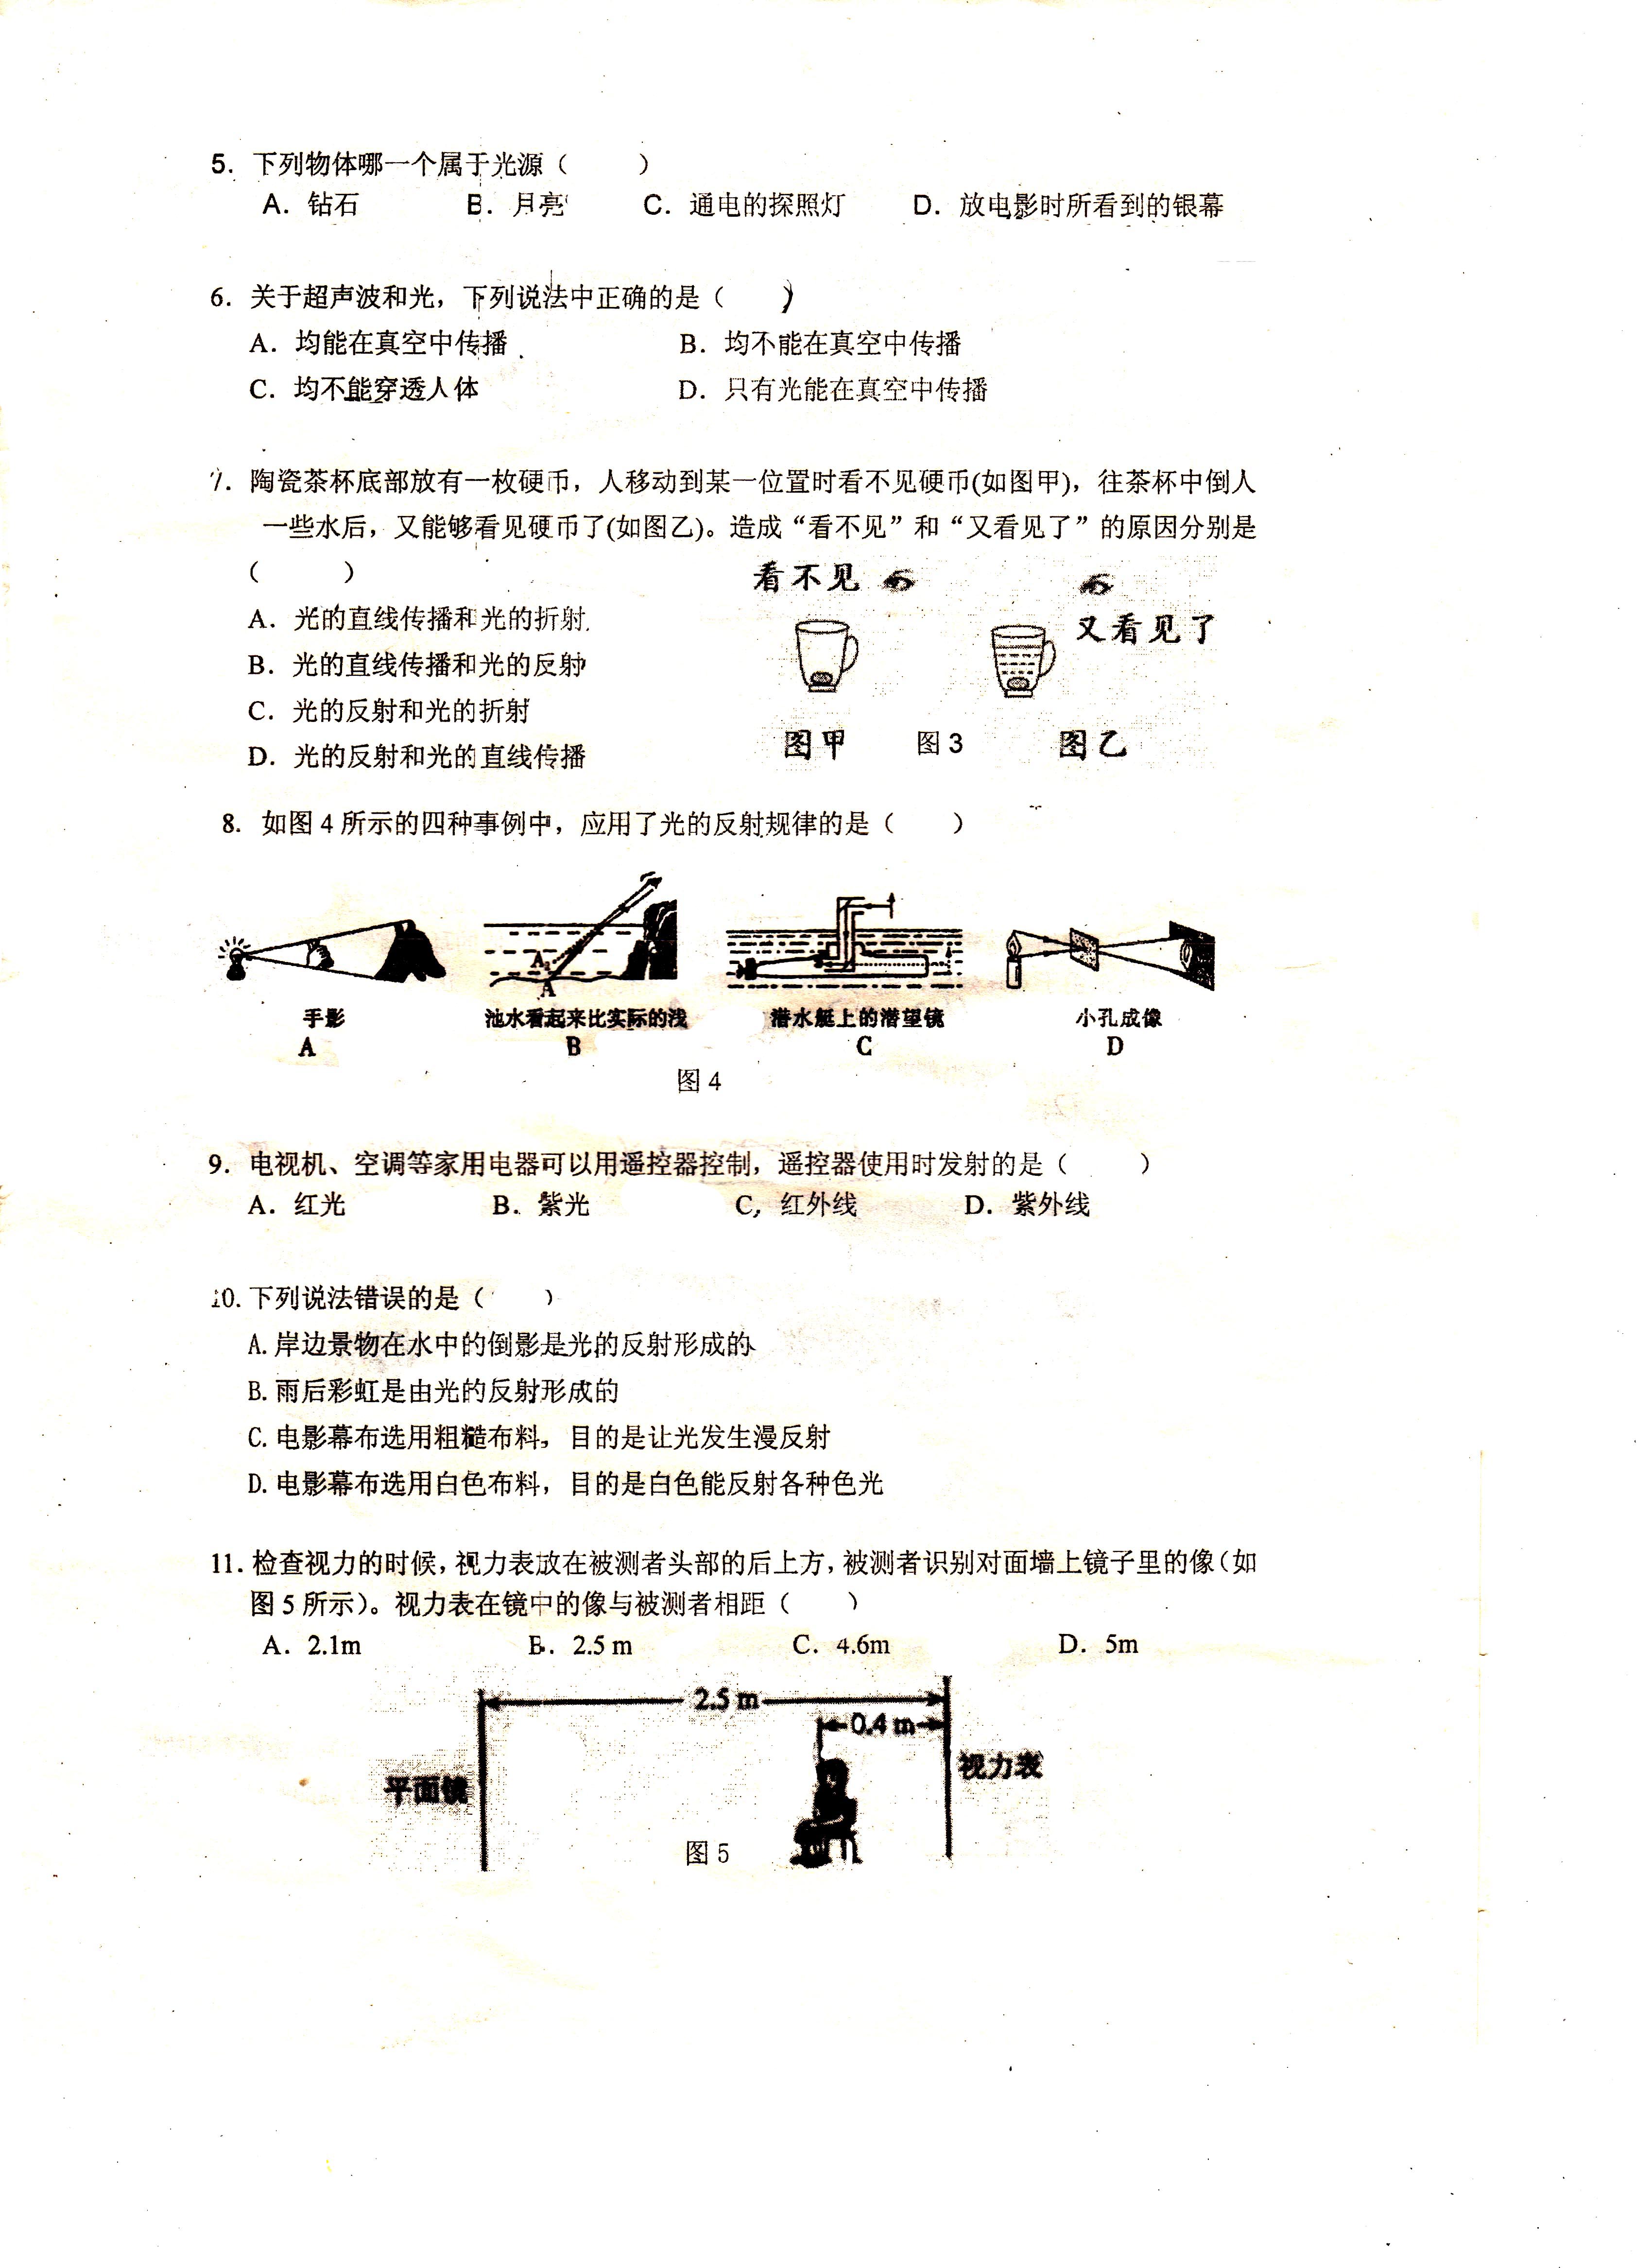 5．下列物体哪一个属于光源（　　）
A．钻石　B．月亮　C．通电的探照灯　D．放电影时所看到的银幕
6．关于超声波和光，下列说法中正确的是（　　）
A．均能在真空中传播　B．均不能在真空中传播
C．均不能穿透人体　D．只有光能在真空中传播
7．陶瓷茶杯底部放有一枚硬币，人移动到某一位置时看不见硬币(如图甲)，往茶杯中倒人
一些水后，又能够看见硬币了(如图乙)。造成“看不见”和“又看见了”的原因分别是
（　　）
看不见
又看见了
A．光的直线传播和光的折射
B．光的直线传播和光的反射
C．光的反射和光的折射
D．光的反射和光的直线传播
图甲　图3　图乙
8．如图4所示的四种事例中，应用了光的反射规律的是（　　）
A₁
A
手影　池水看起来比实际的浅　潜水艇上的潜望镜　小孔成像
A　B　C　D
图4
9．电视机、空调等家用电器可以用遥控器控制，遥控器使用时发射的是（　　）
A．红光　B．紫光　C，红外线　D．紫外线
10.下列说法错误的是（　　）
A.岸边景物在水中的倒影是光的反射形成的
B.雨后彩虹是由光的反射形成的
C.电影幕布选用粗糙布料，目的是让光发生漫反射
D.电影幕布选用白色布料，目的是白色能反射各种色光
11.检查视力的时候,视力表放在被测者头部的后上方,被测者识别对面墙上镜子里的像(如
图5所示)。视力表在镜中的像与被测者相距（　　）
A．2.1m　B．2.5 m　C．4.6m　D．5m
2.5 m
0.4 m
平面镜　视力表
图5